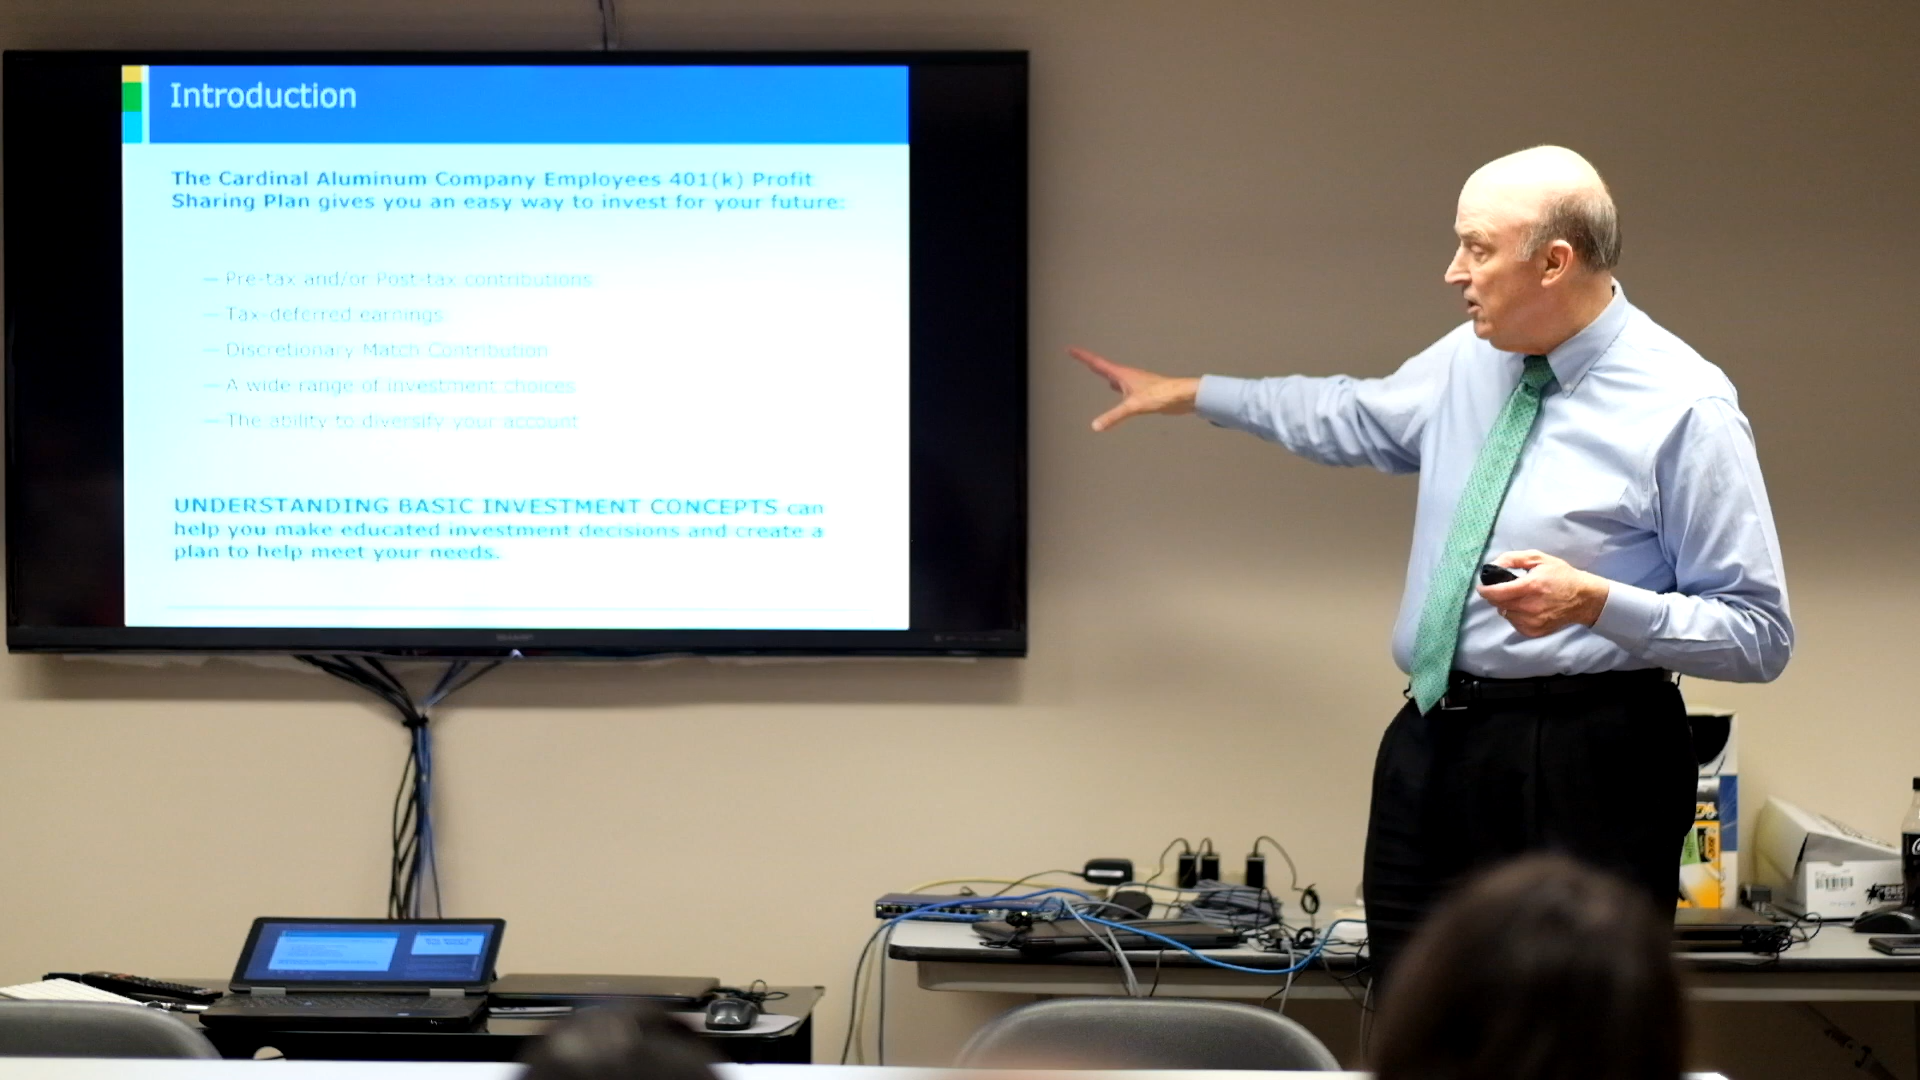 Introduction
The Cardinal Aluminum Company Employees 401(k) Profit
Sharing Plan gives you an easy way to invest for your future:
— Pre-tax and/or Post-tax contributions
— Tax-deferred earnings
— Discretionary Match Contribution
— A wide range of investment choices
— The ability to diversify your account
UNDERSTANDING BASIC INVESTMENT CONCEPTS can
help you make educated investment decisions and create a
plan to help meet your needs.
SHARP